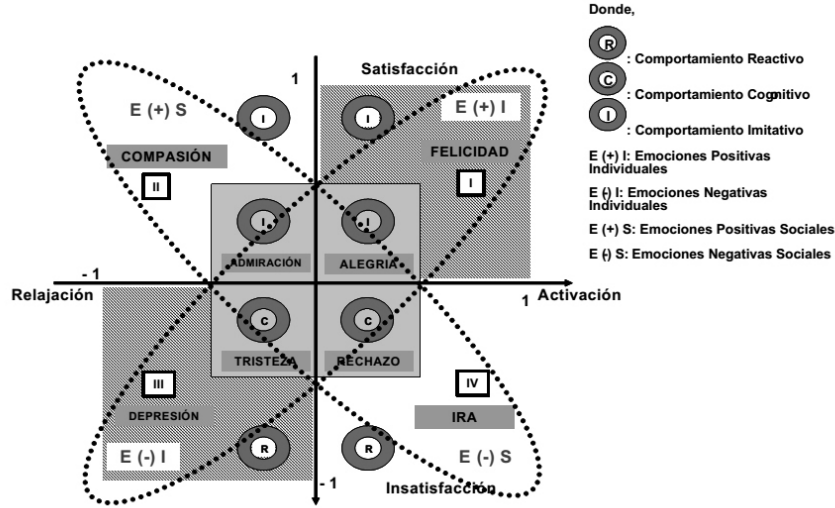 Donde,
R
: Comportamiento Reactivo
C
: Comportamiento Cognitivo
I
: Comportamiento Imitativo
E (+) I: Emociones Positivas
Individuales
E (-) I: Emociones Negativas
Individuales
E (+) S: Emociones Positivas Sociales
E (-) S: Emociones Negativas Sociales
1
Satisfacción
E (+) S
I
I
E (+) I
COMPASIÓN
FELICIDAD
II
I
I
I
ADMIRACIÓN
ALEGRIA
- 1
Relajación
1
Activación
C
C
TRISTEZA
RECHAZO
III
IV
DEPRESIÓN
IRA
E (-) I
R
R
E (-) S
- 1
Insatisfacción